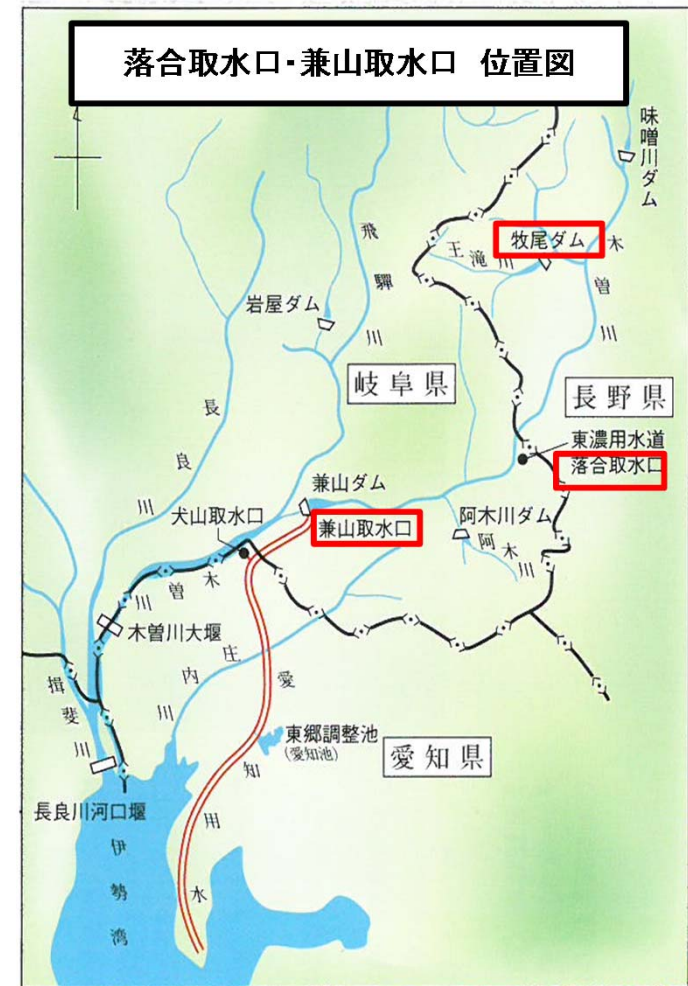 落合取水口・兼山取水口 位置図
味噌川ダム
牧尾ダム
王滝川
木曽川
飛騨川
岩屋ダム
岐阜県
長野県
長良川
東濃用水道
落合取水口
兼山ダム
犬山取水口
兼山取水口
阿木川ダム
阿木川
木曽川
木曽川大堰
庄内川
愛知用水
揖斐川
東郷調整池
(愛知池)
愛知県
長良川河口堰
伊勢湾